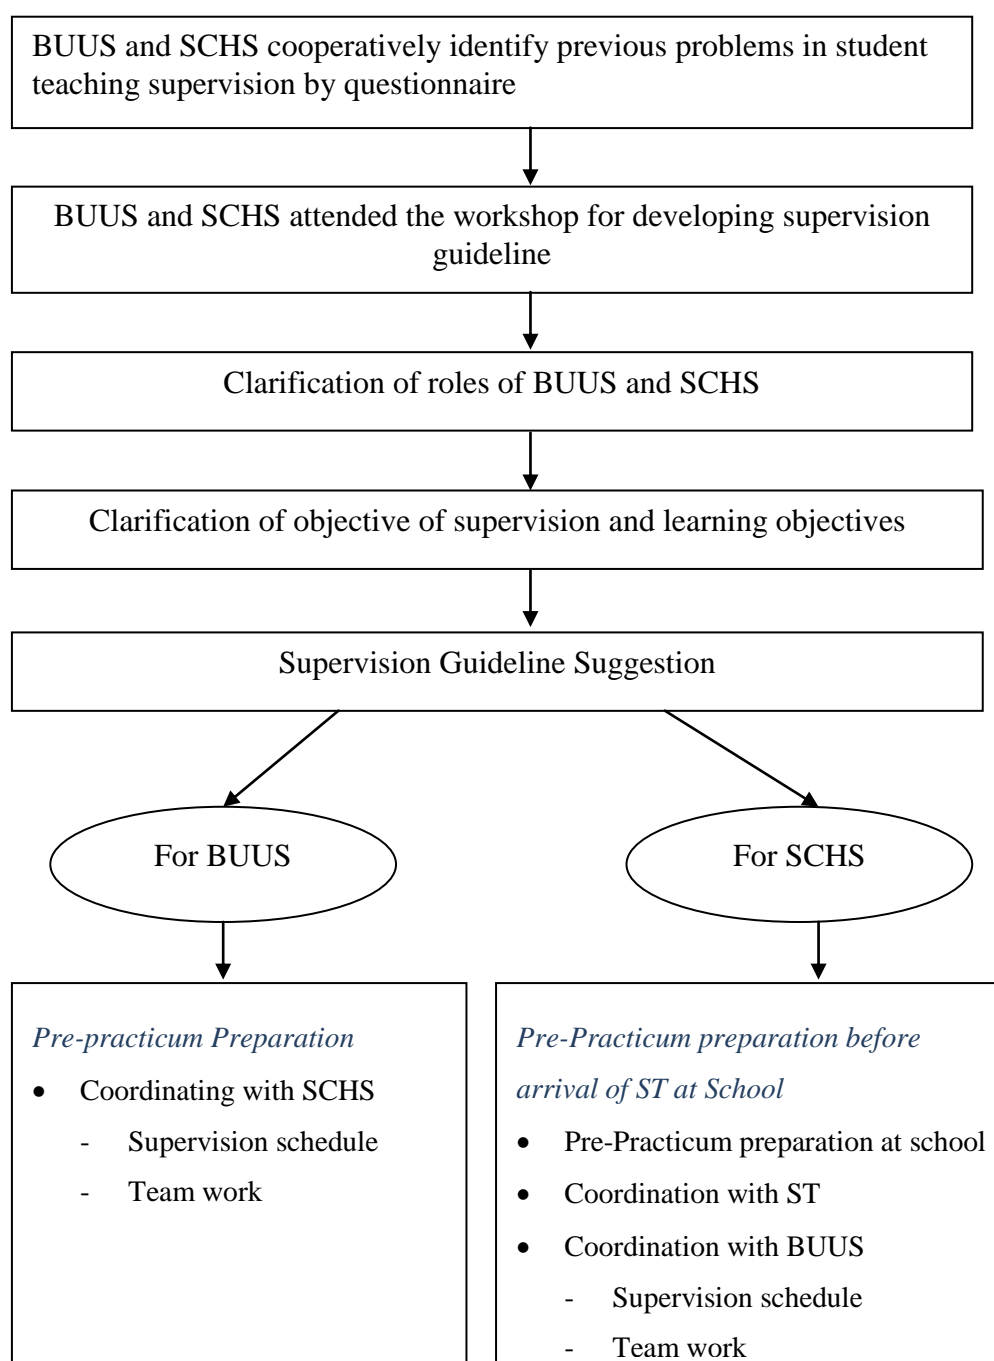 BUUS and SCHS cooperatively identify previous problems in student
teaching supervision by questionnaire
BUUS and SCHS attended the workshop for developing supervision
guideline
Clarification of roles of BUUS and SCHS
Clarification of objective of supervision and learning objectives
Supervision Guideline Suggestion
For BUUS
For SCHS
Pre-practicum Preparation
• Coordinating with SCHS
- Supervision schedule
- Team work
Pre-Practicum preparation before
arrival of ST at School
• Pre-Practicum preparation at school
• Coordination with ST
• Coordination with BUUS
- Supervision schedule
- Team work